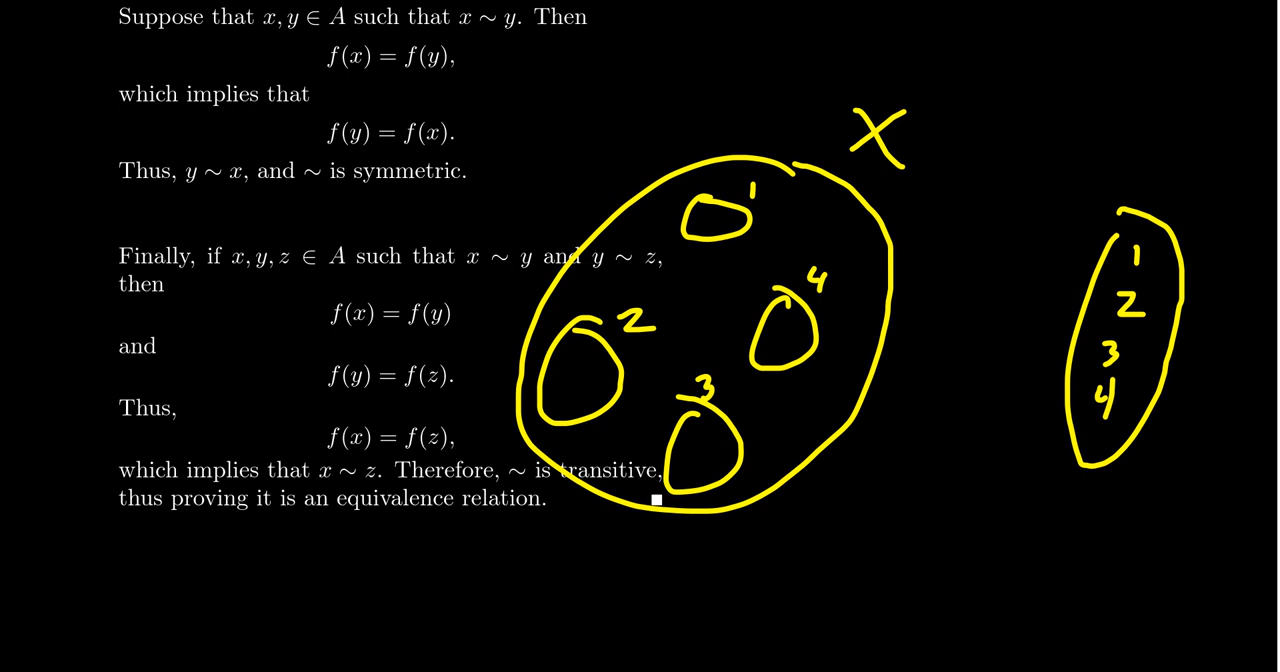 Suppose that x, y ∈ A such that x ∼ y. Then
f(x) = f(y),
which implies that
f(y) = f(x).
Thus, y ∼ x, and ∼ is symmetric.
Finally, if x, y, z ∈ A such that x ∼ y and y ∼ z,
then
f(x) = f(y)
and
f(y) = f(z).
Thus,
f(x) = f(z),
which implies that x ∼ z. Therefore, ∼ is transitive,
thus proving it is an equivalence relation.
X
1
4
2
3
1
2
3
4